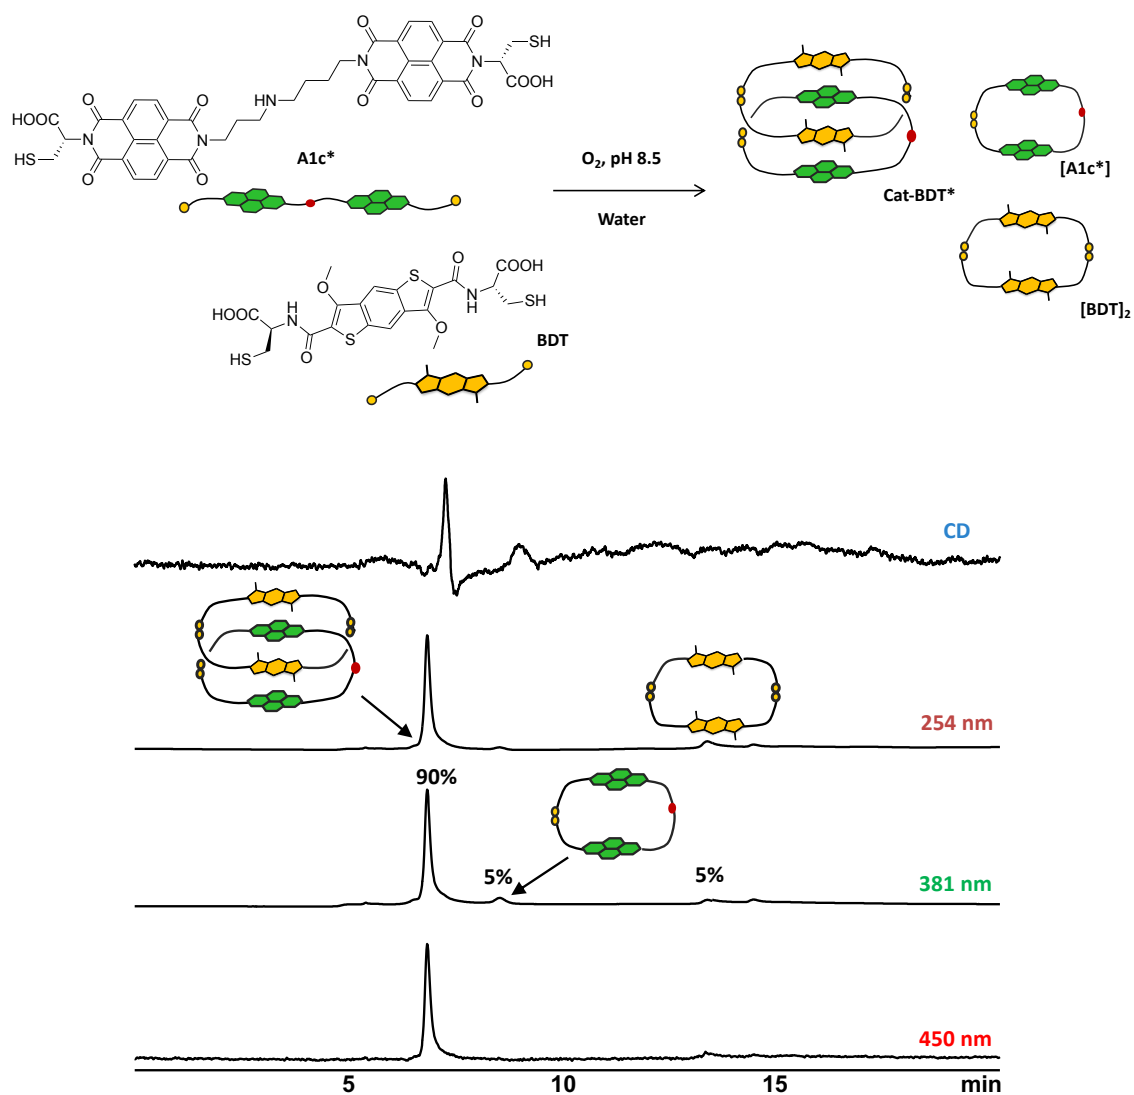 O O
N
O O
SH
N
COOH
HN
HOOC
N
HS
O O
N
O O
A1c*
O₂, pH 8.5
Water
Cat-BDT*
[A1c*]
[BDT]₂
O
COOH
S
N
H
SH
O
HOOC
H
N
HS
O
S
O
BDT
CD
254 nm
90%
5%
5%
381 nm
450 nm
5
10
15
min